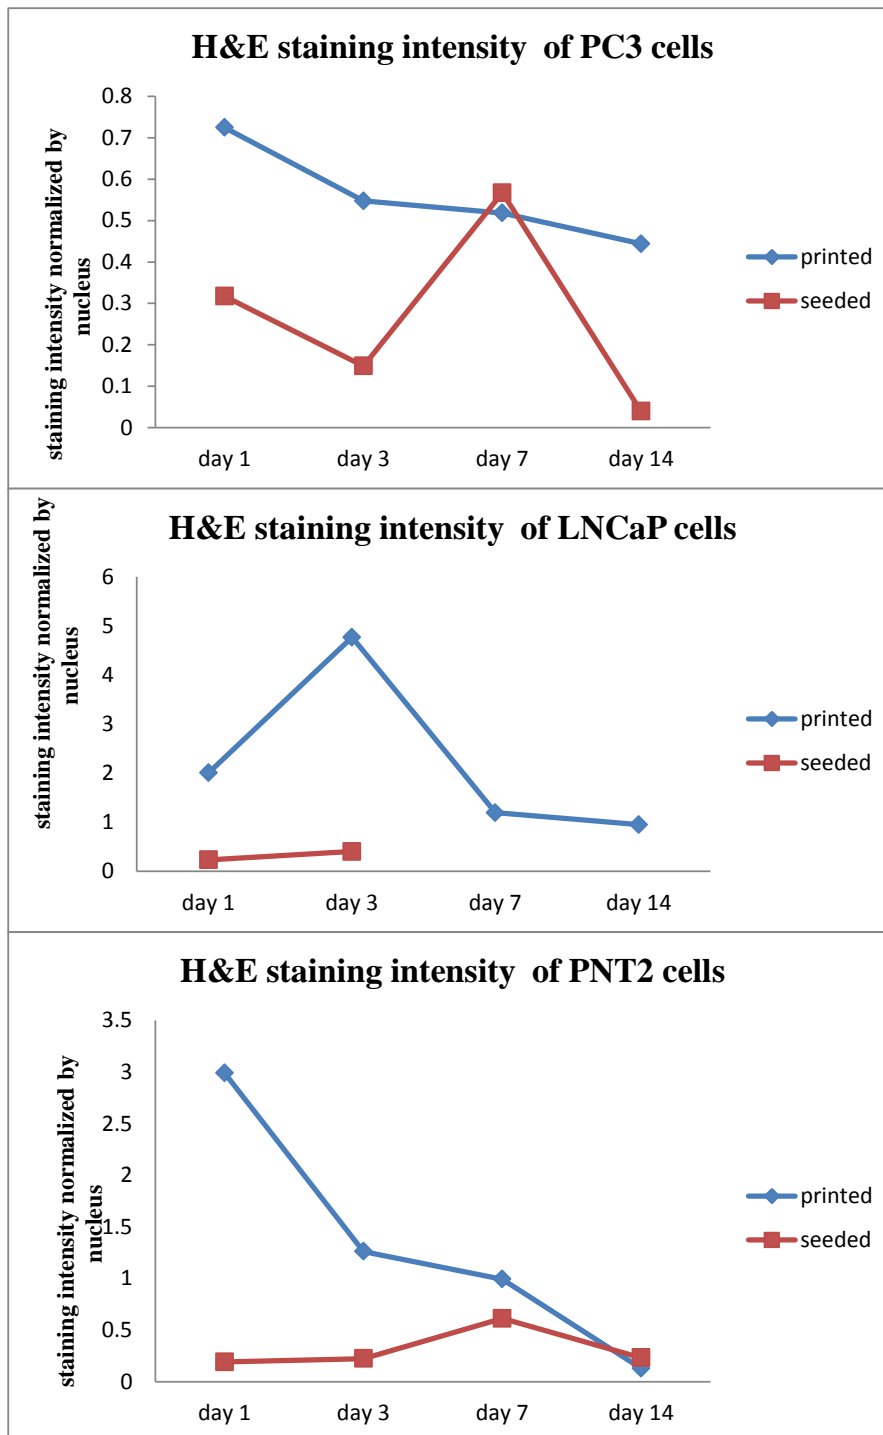 H&E staining intensity  of PC3 cells
staining intensity normalized by
nucleus
0.8
0.7
0.6
0.5
0.4
0.3
0.2
0.1
0
day 1
day 3
day 7
day 14
printed
seeded
H&E staining intensity  of LNCaP cells
staining intensity normalized by
nucleus
6
5
4
3
2
1
0
day 1
day 3
day 7
day 14
printed
seeded
H&E staining intensity  of PNT2 cells
staining intensity normalized by
nucleus
3.5
3
2.5
2
1.5
1
0.5
0
day 1
day 3
day 7
day 14
printed
seeded